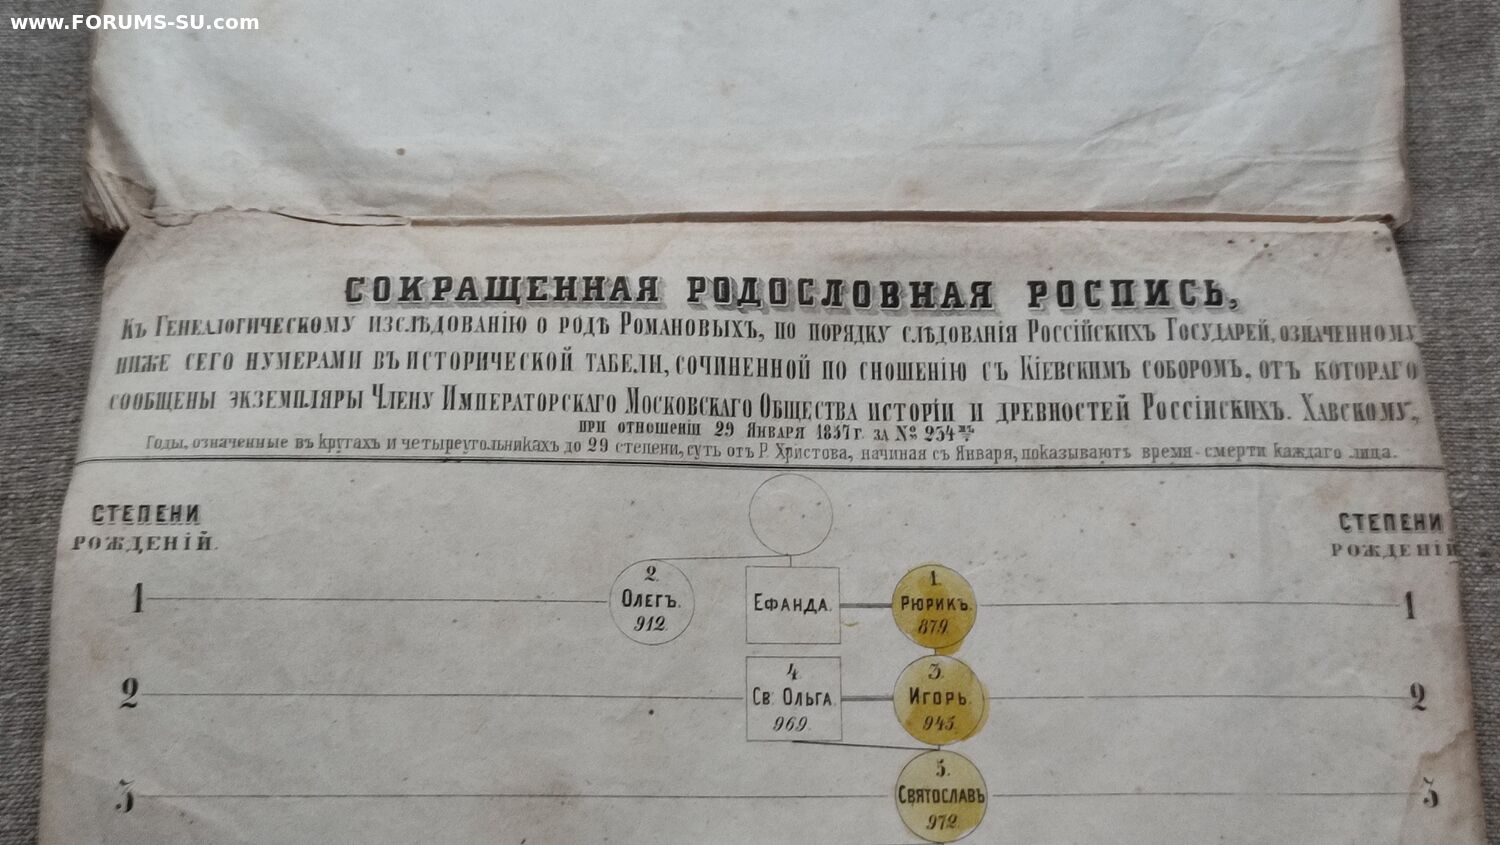 www.FORUMS-SU.com
СОКРАЩЕННАЯ РОДОСЛОВНАЯ РОСПИСЬ,
КЪ ГЕНЕАЛОГИЧЕСКОМУ ИЗСЛѢДОВАНІЮ О РОДѢ РОМАНОВЫХЪ, ПО ПОРЯДКУ СЛѢДОВАНІЯ РОССІЙСКИХЪ ГОСУДАРЕЙ, ОЗНАЧЕННОМУ
НИЖЕ СЕГО НУМЕРАМИ ВЪ ИСТОРИЧЕСКОЙ ТАБЕЛИ, СОЧИНЕННОЙ ПО СНОШЕНІЮ СЪ КІЕВСКИМЪ СОБОРОМЪ, ОТЪ КОТОРАГО
СООБЩЕНЫ ЭКЗЕМПЛЯРЫ ЧЛЕНУ ИМПЕРАТОРСКАГО МОСКОВСКАГО ОБЩЕСТВА ИСТОРІИ И ДРЕВНОСТЕЙ РОССІЙСКИХЪ. ХАВСКОМУ,
ПРИ ОТНОШЕНІИ 29 ЯНВАРЯ 1857 Г. ЗА № 234
Годы, означенные въ кругахъ и четыреугольникахъ до 29 степени, суть отъ Р. Христова, начиная съ Января, показываютъ время смерти каждаго лица.
СТЕПЕНИ
РОЖДЕНІЙ.
СТЕПЕНИ
РОЖДЕНІЙ
1
2.
ОЛЕГЪ.
912.
ЕФАНДА.
1.
РЮРИКЪ.
879.
1
2
4.
СВ. ОЛЬГА.
969.
3.
ИГОРЬ.
945.
2
3
5.
СВЯТОСЛАВЪ
972.
3